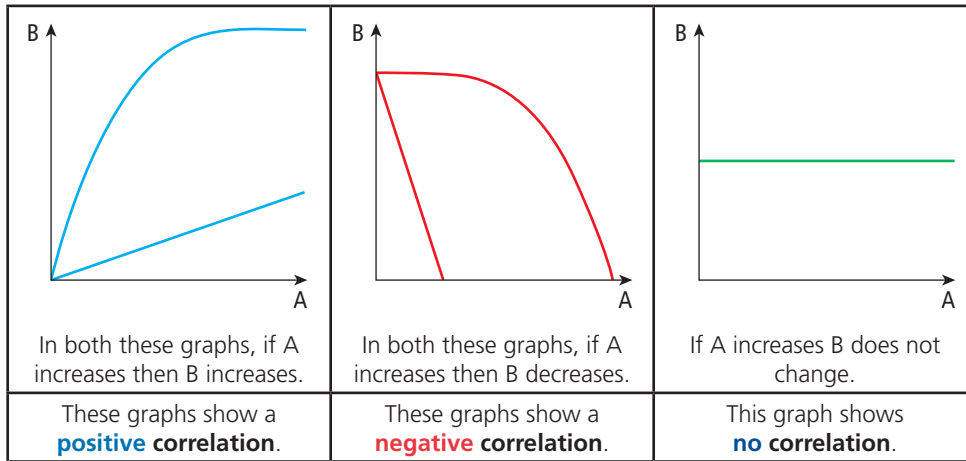 B
A
In both these graphs, if A
increases then B increases.
These graphs show a
positive correlation.
B
A
In both these graphs, if A
increases then B decreases.
These graphs show a
negative correlation.
B
A
If A increases B does not
change.
This graph shows
no correlation.